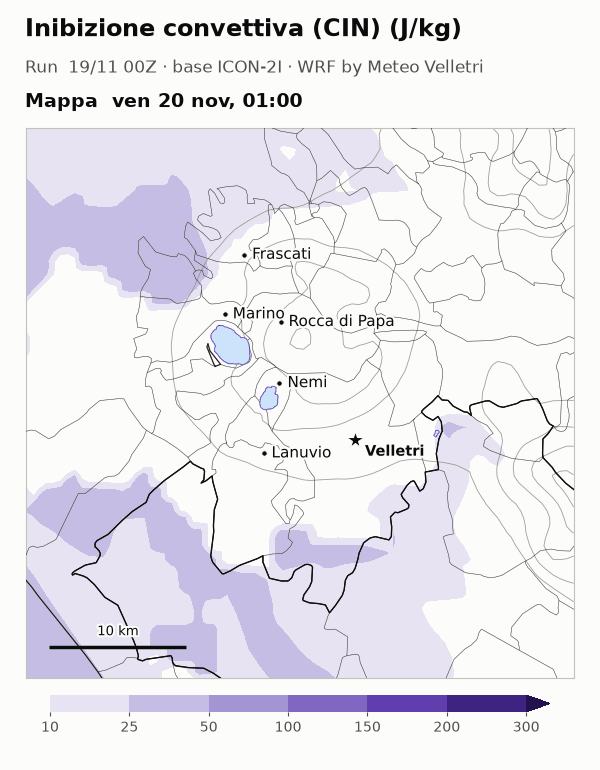 Inibizione convettiva (CIN) (J/kg)
Run  19/11 00Z · base ICON-2I · WRF by Meteo Velletri
Mappa  ven 20 nov, 01:00
Frascati
Marino
Rocca di Papa
Nemi
Velletri
Lanuvio
10 km
10 25 50 100 150 200 300